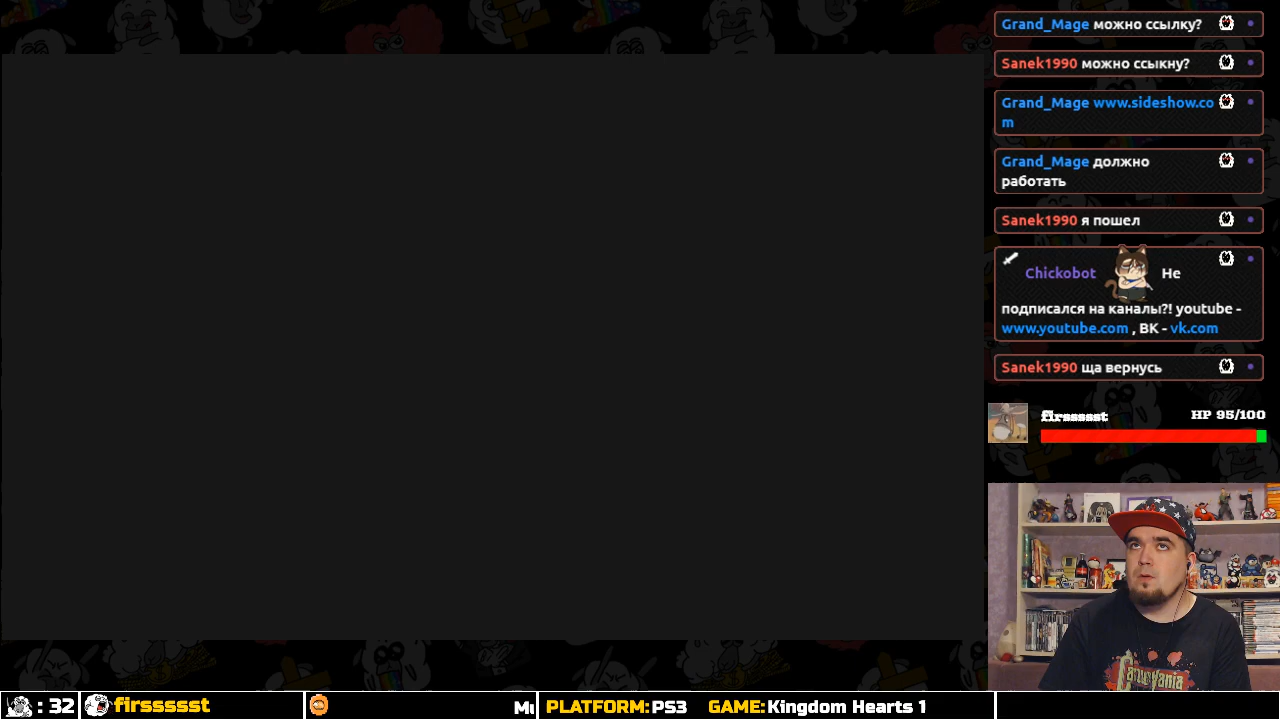 Grand_Mage можно ссылку?
Sanek1990 можно ссыкну?
Grand_Mage www.sideshow.co
m
Grand_Mage должно
работать
Sanek1990 я пошел
Chickobot Не
подписался на каналы?! youtube -
www.youtube.com , ВК - vk.com
Sanek1990 ща вернусь
firssssst HP 95/100
Castlevania
: 32 firssssst PLATFORM:PS3 GAME:Kingdom Hearts 1